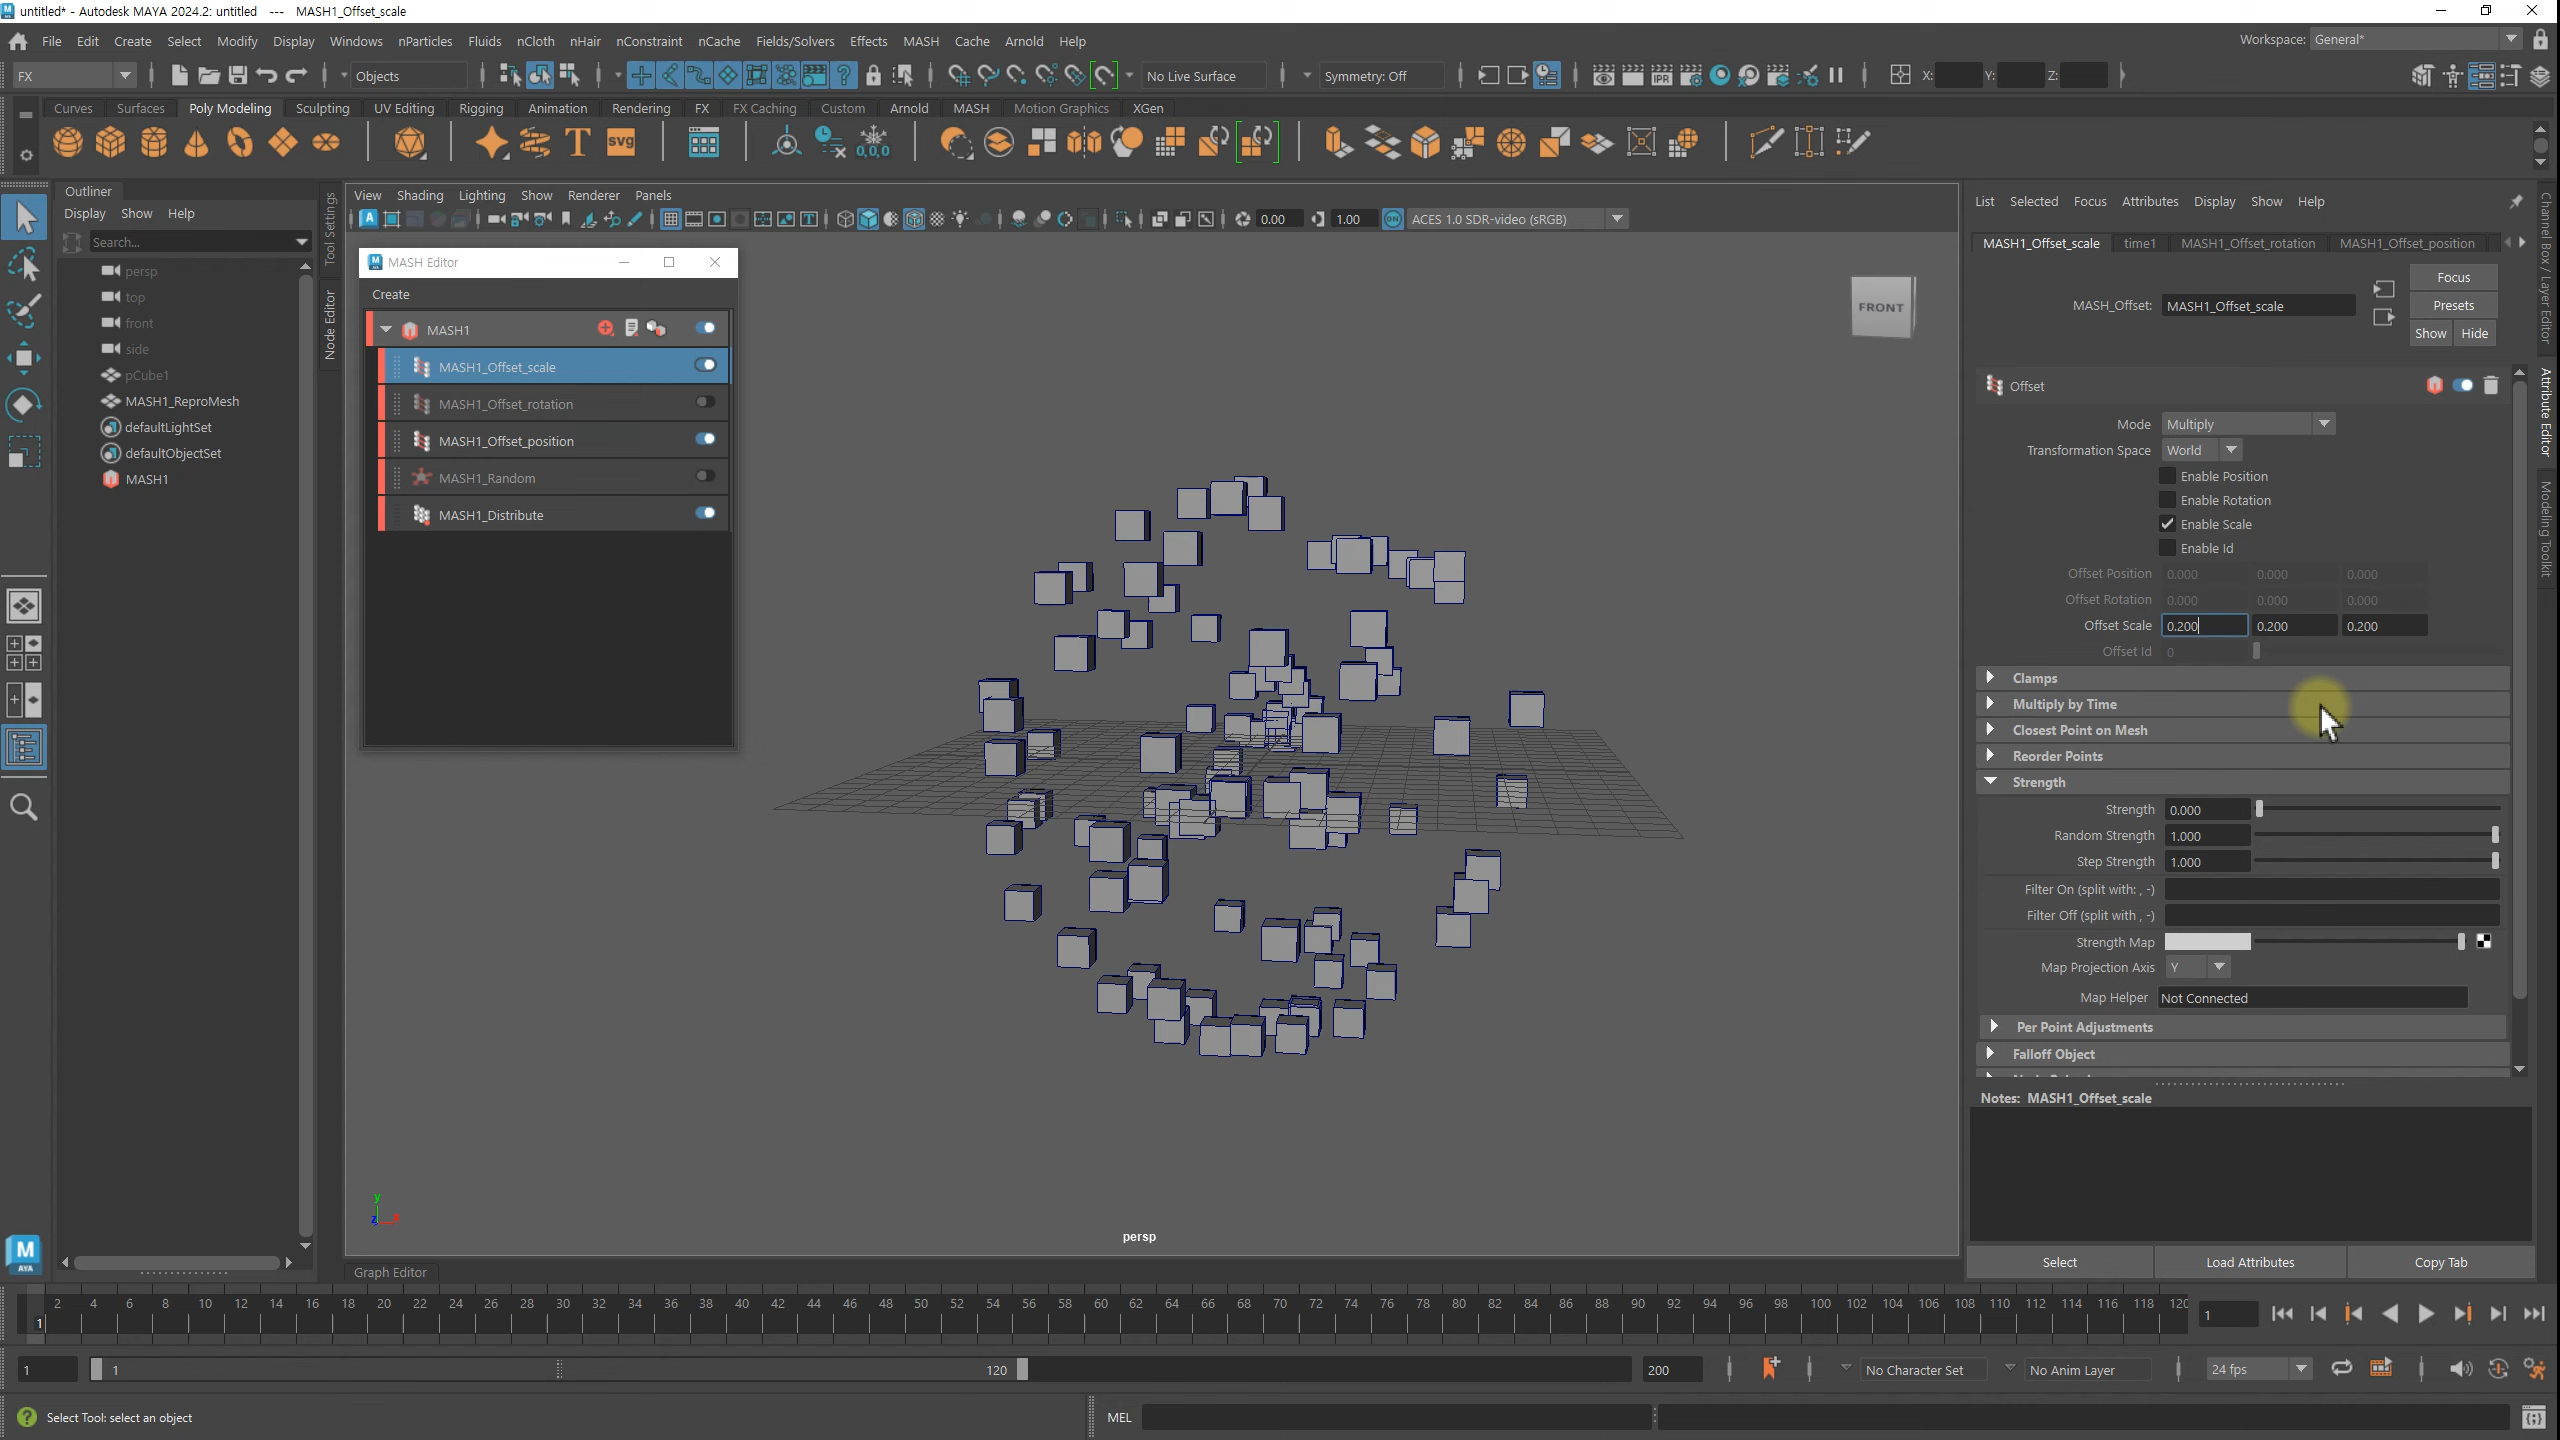 untitled* - Autodesk MAYA 2024.2: untitled --- MASH1_Offset_scale
File Edit Create Select Modify Display Windows nParticles Fluids nCloth nHair nConstraint nCache Fields/Solvers Effects MASH Cache Arnold Help
Workspace: General*
FX
Objects
No Live Surface
Symmetry: Off
X: Y: Z:
Curves Surfaces Poly Modeling Sculpting UV Editing Rigging Animation Rendering FX FX Caching Custom Arnold MASH Motion Graphics XGen
Outliner
Display Show Help
Search...
persp
top
front
side
pCube1
MASH1_ReproMesh
defaultLightSet
defaultObjectSet
MASH1
Tool Settings
Node Editor
View Shading Lighting Show Renderer Panels
0.00
1.00
ACES 1.0 SDR-video (sRGB)
MASH Editor
Create
MASH1
MASH1_Offset_scale
MASH1_Offset_rotation
MASH1_Offset_position
MASH1_Random
MASH1_Distribute
FRONT
y
z x
persp
Graph Editor
List Selected Focus Attributes Display Show Help
MASH1_Offset_scale time1 MASH1_Offset_rotation MASH1_Offset_position
Focus
MASH_Offset: MASH1_Offset_scale
Presets
Show Hide
Offset
Mode Multiply
Transformation Space World
Enable Position
Enable Rotation
Enable Scale
Enable Id
Offset Position 0.000 0.000 0.000
Offset Rotation 0.000 0.000 0.000
Offset Scale 0.200 0.200 0.200
Offset Id 0
Clamps
Multiply by Time
Closest Point on Mesh
Reorder Points
Strength
Strength 0.000
Random Strength 1.000
Step Strength 1.000
Filter On (split with: , -)
Filter Off (split with , -)
Strength Map
Map Projection Axis Y
Map Helper Not Connected
Per Point Adjustments
Falloff Object
Notes: MASH1_Offset_scale
Select Load Attributes Copy Tab
Channel Box / Layer Editor
Attribute Editor
Modeling Toolkit
2 4 6 8 10 12 14 16 18 20 22 24 26 28 30 32 34 36 38 40 42 44 46 48 50 52 54 56 58 60 62 64 66 68 70 72 74 76 78 80 82 84 86 88 90 92 94 96 98 100 102 104 106 108 110 112 114 116 118 120
1
1
1
1
120
200
No Character Set
No Anim Layer
24 fps
Select Tool: select an object
MEL